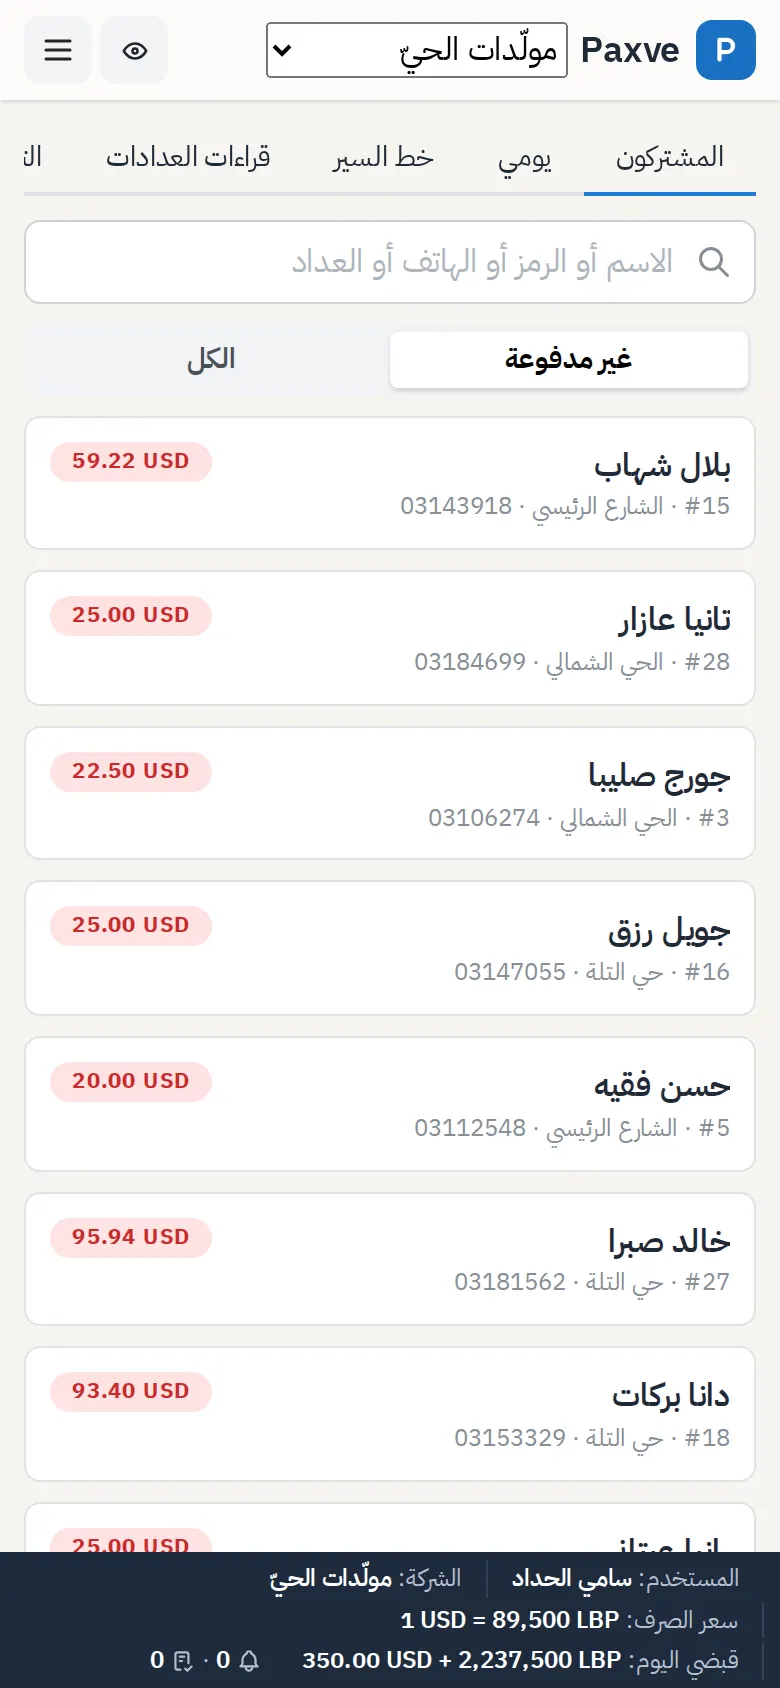 P Paxve مولّدات الحيّ
المشتركون يومي خط السير قراءات العدادات
الاسم أو الرمز أو الهاتف أو العداد
غير مدفوعة الكل
بلال شهاب 59.22 USD
#15 · الشارع الرئيسي · 03143918
تانيا عازار 25.00 USD
#28 · الحي الشمالي · 03184699
جورج صليبا 22.50 USD
#3 · الحي الشمالي · 03106274
جويل رزق 25.00 USD
#16 · حي التلة · 03147055
حسن فقيه 20.00 USD
#5 · الشارع الرئيسي · 03112548
خالد صبرا 95.94 USD
#27 · حي التلة · 03181562
دانا بركات 93.40 USD
#18 · حي التلة · 03153329
25.00 USD
المستخدم: سامي الحداد الشركة: مولّدات الحيّ
سعر الصرف: 1 USD = 89,500 LBP
قبضي اليوم: 350.00 USD + 2,237,500 LBP 0 · 0